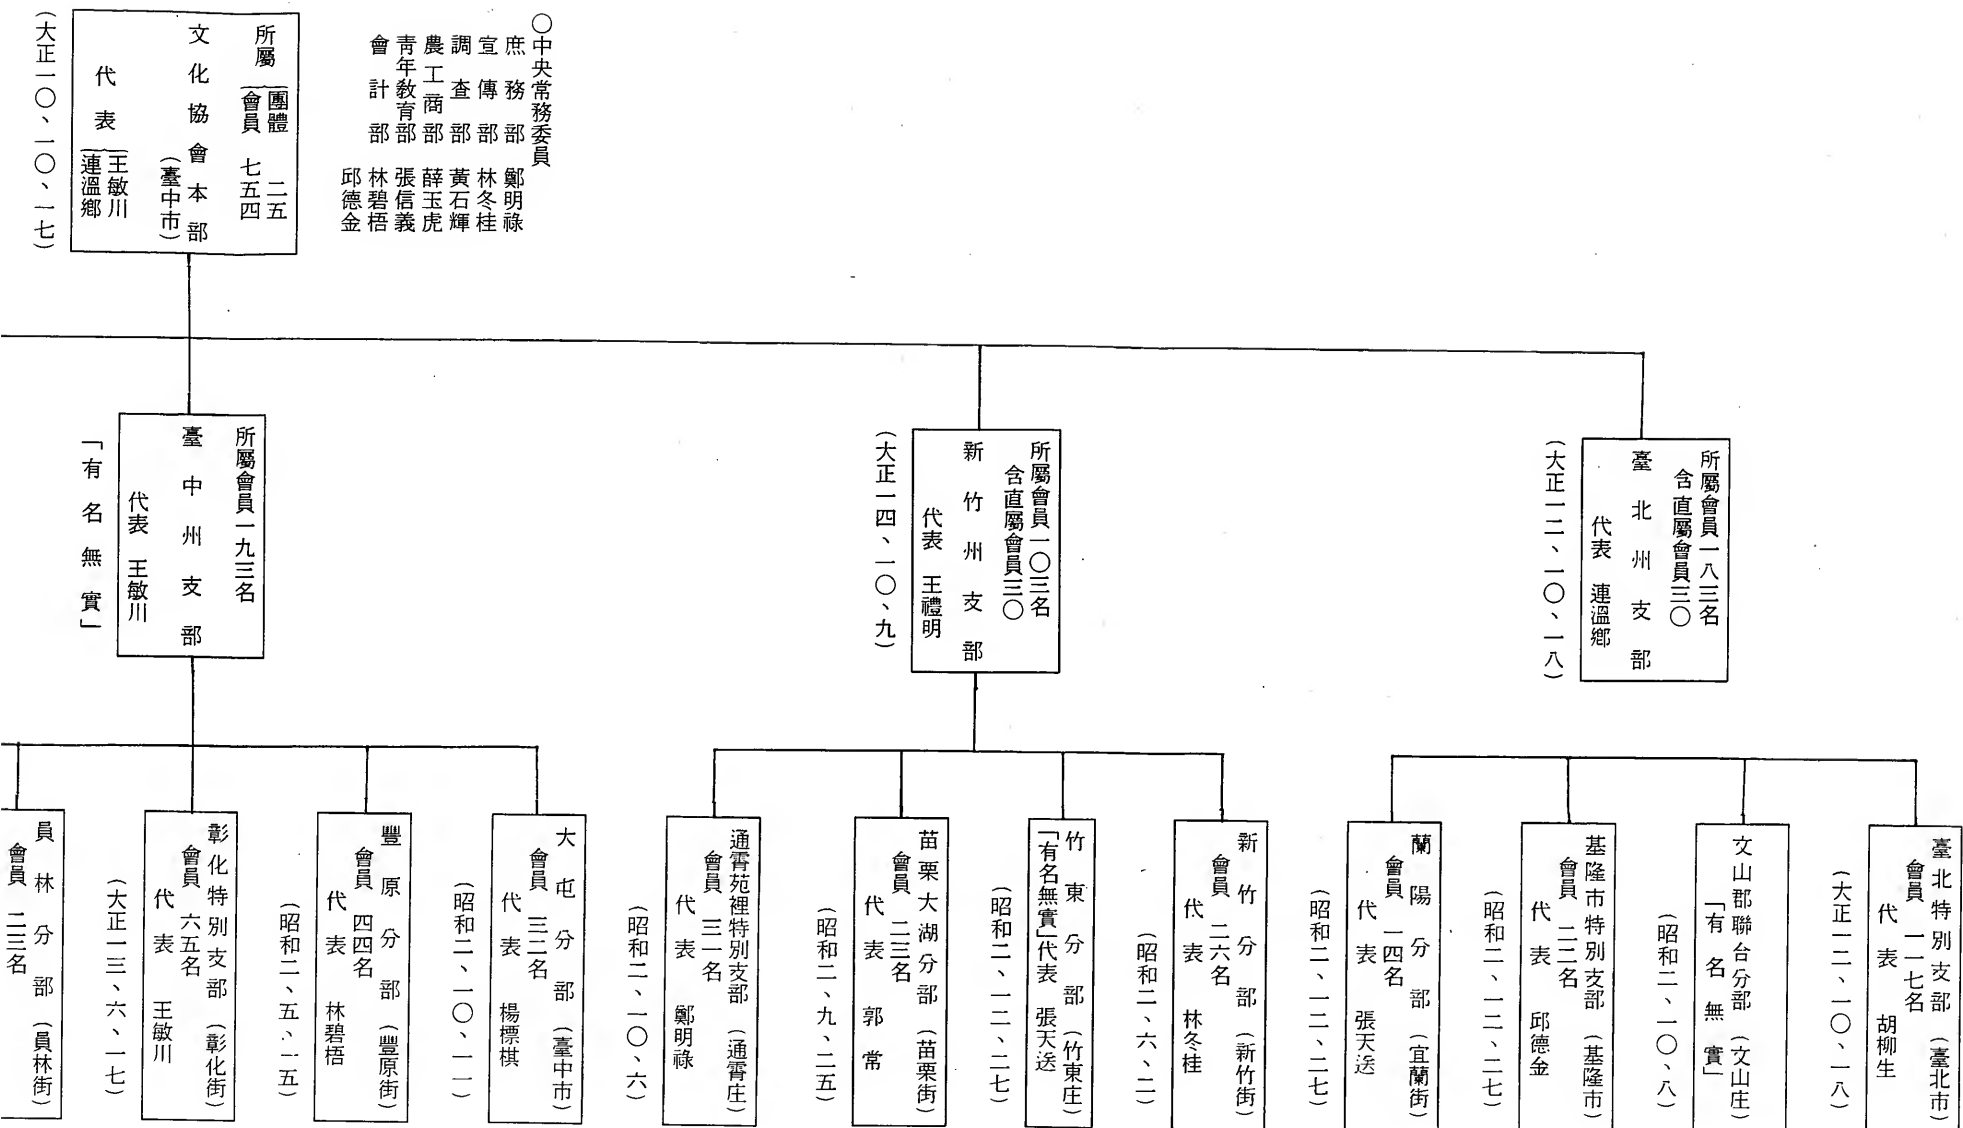 ○中央常務委員
庶務部　鄭明祿
宣傳部　林冬桂
調查部　黃石輝
農工商部　薛玉虎
青年教育部　張信義
會計部　林碧梧
邱德金
所屬
團體　二五
會員　七五四
文化協會本部
（臺中市）
代表
王敏川
連溫鄉
（大正一〇、一〇、一七）
所屬會員一八三名
含直屬會員三〇
臺北州支部
代表　連溫鄉
（大正一二、一〇、一八）
所屬會員一〇三名
含直屬會員三〇
新竹州支部
代表　王禮明
（大正一四、一〇、九）
所屬會員一九三名
臺中州支部
代表　王敏川
「有名無實」
臺北特別支部（臺北市）
會員　一一七名
代表　胡柳生
（大正一二、一〇、一八）
文山郡聯台分部（文山庄）
「有名無實」
（昭和二、一〇、八）
基隆市特別支部（基隆市）
會員　二二名
代表　邱德金
（昭和二、一二、二七）
蘭陽分部（宜蘭街）
會員　一四名
代表　張天送
（昭和二、一二、二七）
新竹分部（新竹街）
會員　二六名
代表　林冬桂
（昭和二、六、二）
竹東分部（竹東庄）
「有名無實」代表　張天送
（昭和二、一二、二七）
苗栗大湖分部（苗栗街）
會員　二三名
代表　郭常
（昭和二、九、二五）
通霄苑裡特別支部（通霄庄）
會員　三一名
代表　鄭明祿
（昭和二、一〇、六）
大屯分部（臺中市）
會員　三二名
代表　楊標棋
（昭和二、一〇、一一）
豐原分部（豐原街）
會員　四四名
代表　林碧梧
（昭和二、五、一五）
彰化特別支部（彰化街）
會員　六五名
代表　王敏川
（大正一三、六、一七）
員林分部（員林街）
會員　二三名